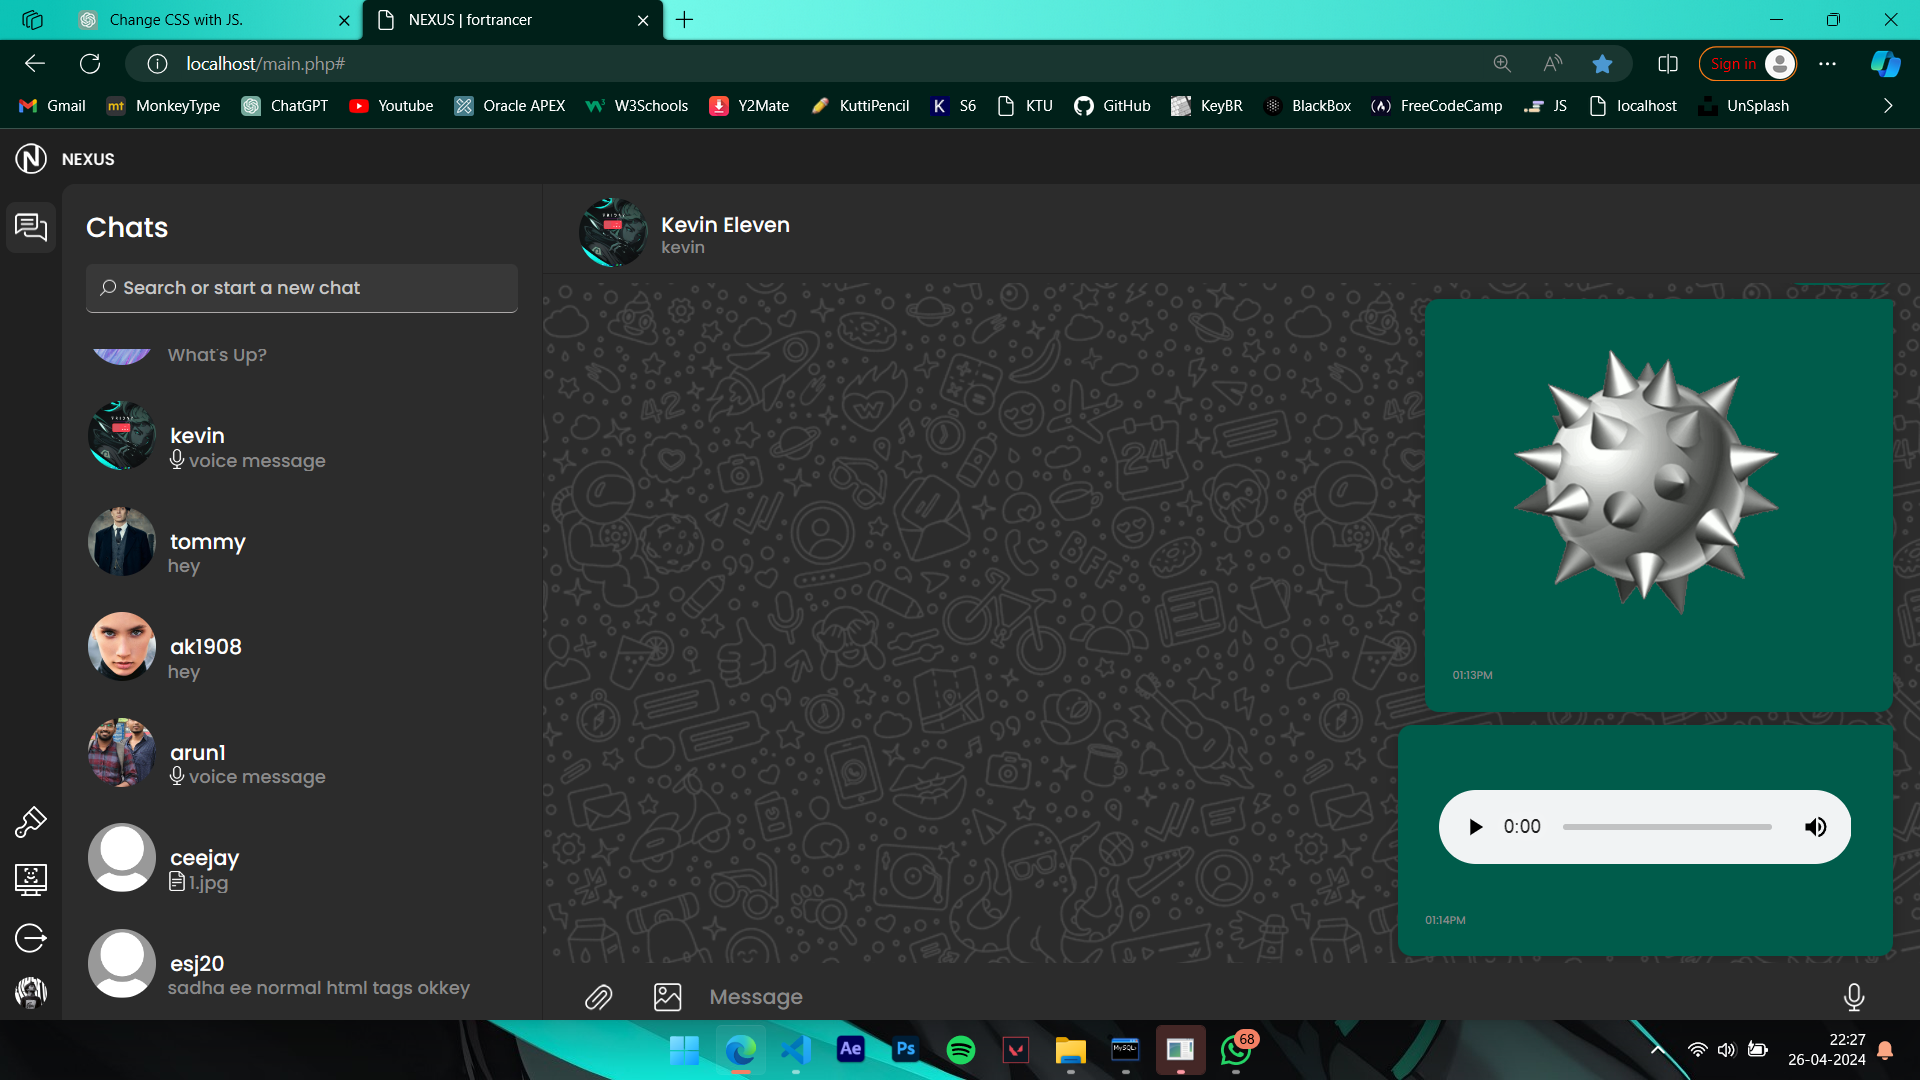 Change CSS with JS.
NEXUS | fortrancer
localhost/main.php#
Sign in
Gmail
MonkeyType
ChatGPT
Youtube
Oracle APEX
W3Schools
Y2Mate
KuttiPencil
S6
KTU
GitHub
KeyBR
BlackBox
FreeCodeCamp
JS
localhost
UnSplash
NEXUS
Chats
Search or start a new chat
What's Up?
kevin
voice message
tommy
hey
ak1908
hey
arun1
voice message
ceejay
1.jpg
esj20
sadha ee normal html tags okkey
Kevin Eleven
kevin
01:13PM
0:00
01:14PM
Message
Ae
Ps
MySQL
68
22:27
26-04-2024